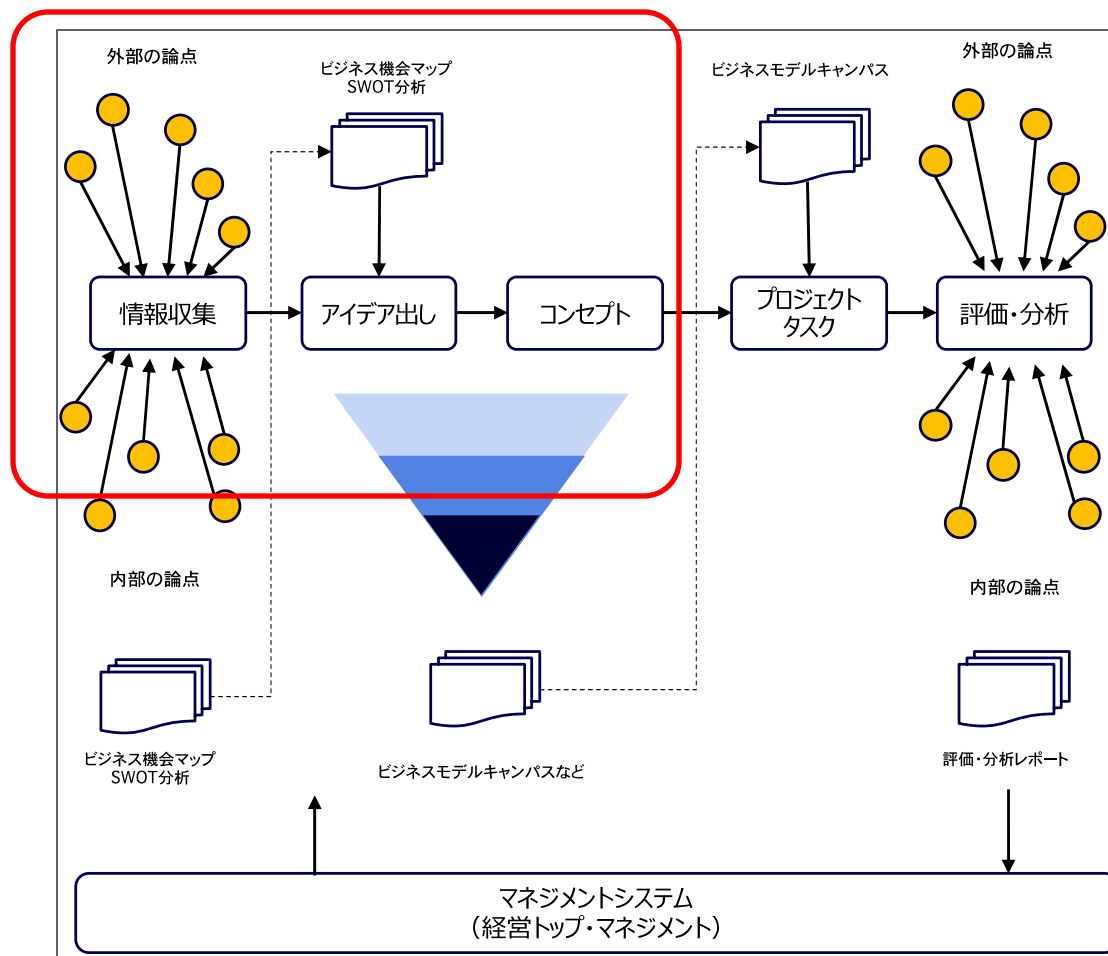 外部の論点
ビジネス機会マップ
SWOT分析
ビジネスモデルキャンパス
外部の論点
情報収集
アイデア出し
コンセプト
プロジェクト
タスク
評価・分析
内部の論点
内部の論点
ビジネス機会マップ
SWOT分析
ビジネスモデルキャンパスなど
評価・分析レポート
マネジメントシステム
（経営トップ・マネジメント）